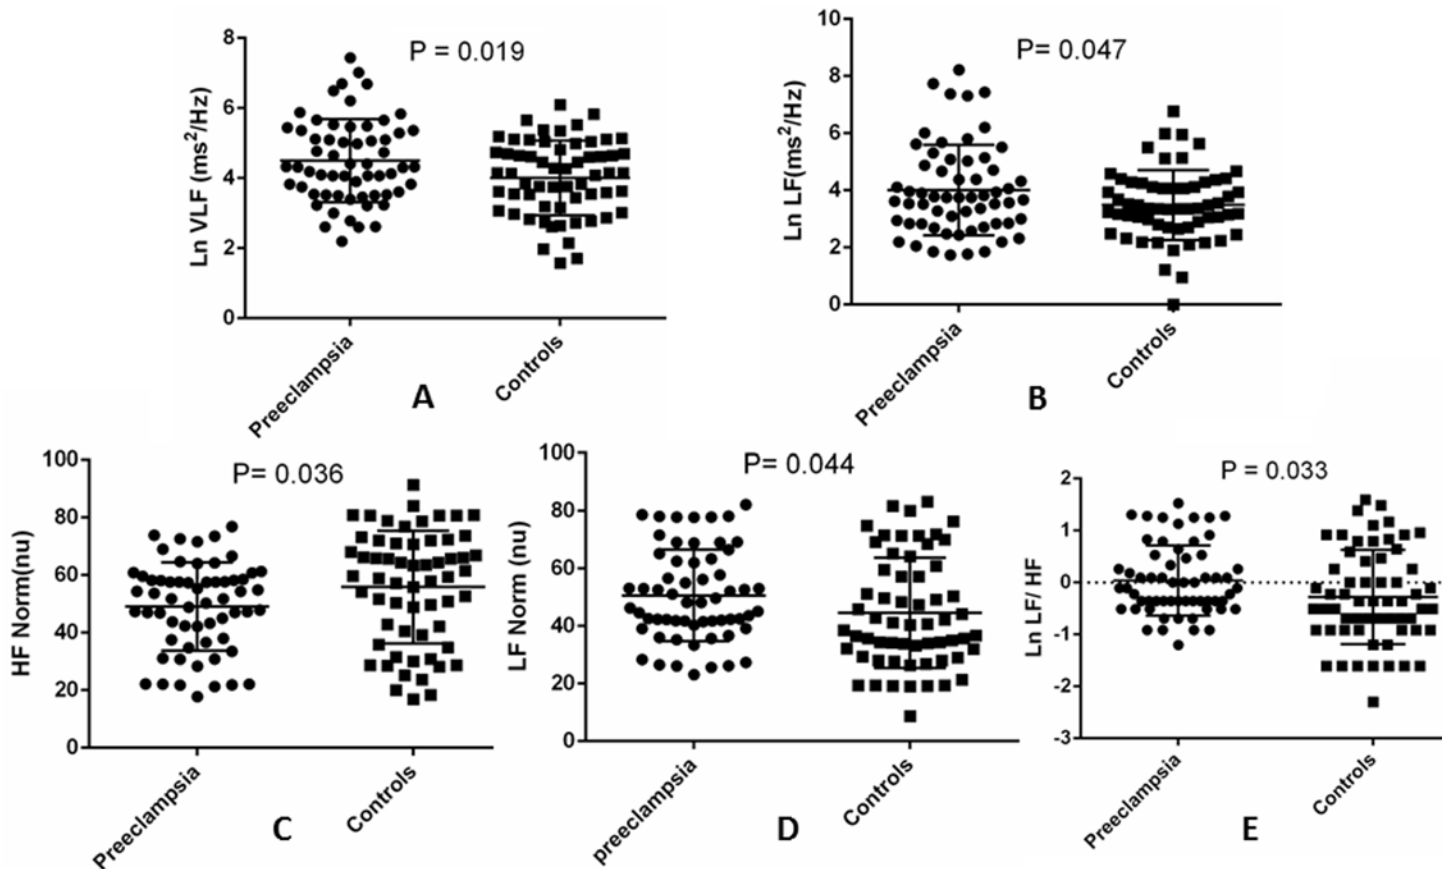 P = 0.019
Ln VLF (ms²/Hz)
8
6
4
2
0
Preeclampsia
Controls
A
P= 0.047
Ln LF(ms²/Hz)
10
8
6
4
2
0
Preeclampsia
Controls
B
P= 0.036
HF Norm(nu)
100
80
60
40
20
0
Preeclampsia
Controls
C
P= 0.044
LF Norm (nu)
100
80
60
40
20
0
preeclampsia
Controls
D
P = 0.033
Ln LF/ HF
2
1
0
-1
-2
-3
Preeclampsia
Controls
E